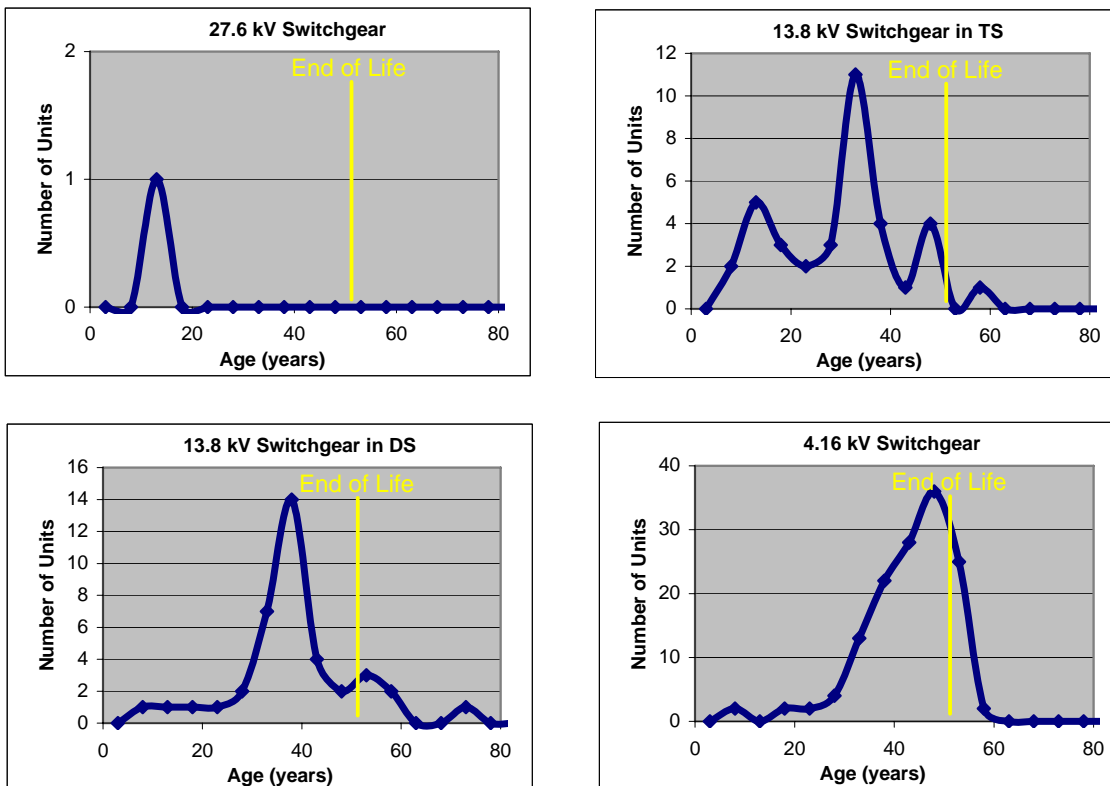 27.6 kV Switchgear
End of Life
2
1
0
Number of Units
0 20 40 60 80
Age (years)
13.8 kV Switchgear in TS
End of Life
12
10
8
6
4
2
0
Number of Units
0 20 40 60 80
Age (years)
13.8 kV Switchgear in DS
End of Life
16
14
12
10
8
6
4
2
0
Number of Units
0 20 40 60 80
Age (years)
4.16 kV Switchgear
End of Life
40
30
20
10
0
Number of Units
0 20 40 60 80
Age (years)